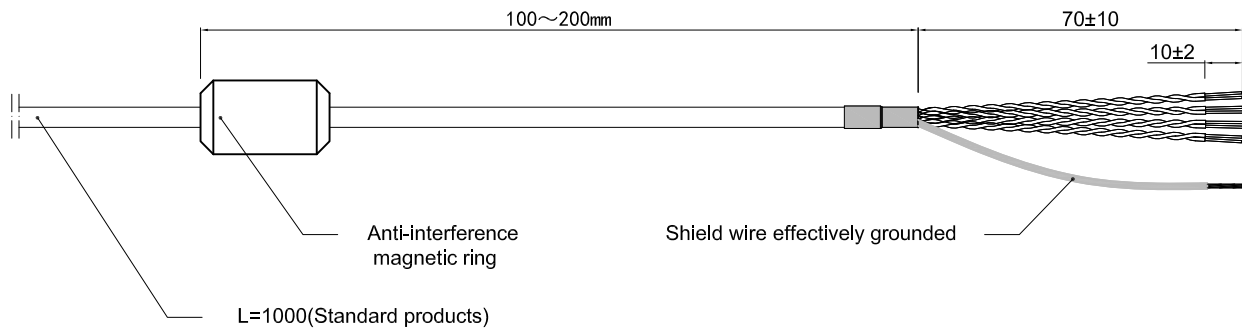 100～200mm
70±10
10±2
Anti-interference
magnetic ring
Shield wire effectively grounded
L=1000(Standard products)